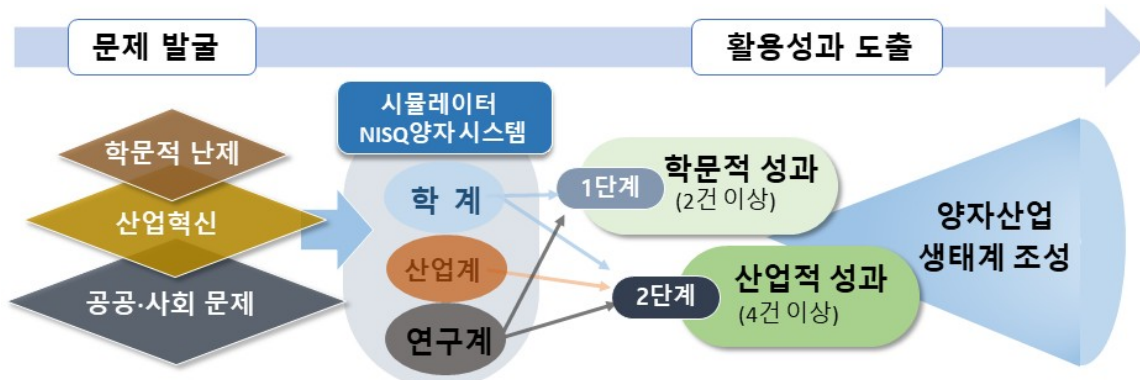 문제 발굴
활용성과 도출
학문적 난제
산업혁신
공공·사회 문제
시뮬레이터
NISQ양자시스템
학 계
산업계
연구계
1단계
학문적 성과
(2건 이상)
2단계
산업적 성과
(4건 이상)
양자산업
생태계 조성